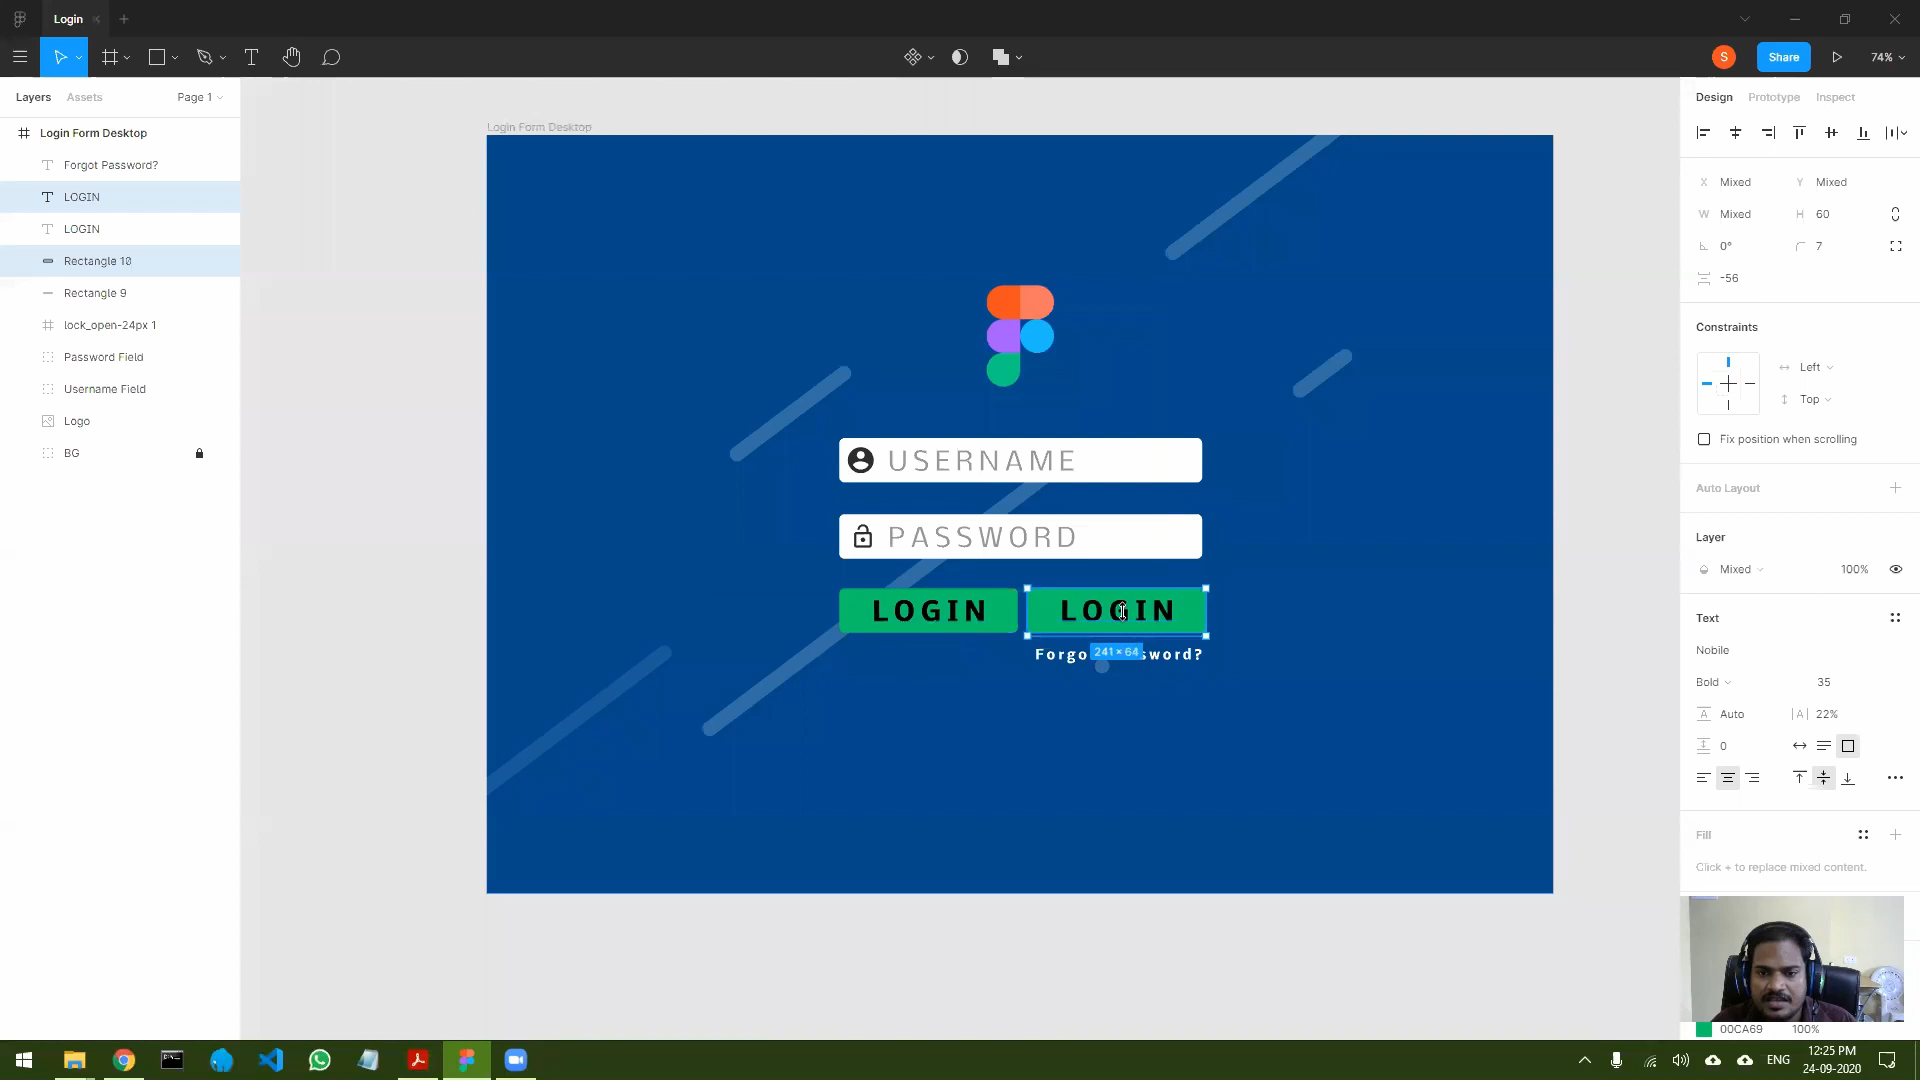 Login
S
Share
74%
Layers
Assets
Page 1
Login Form Desktop
Forgot Password?
LOGIN
LOGIN
Rectangle 10
Rectangle 9
lock_open-24px 1
Password Field
Username Field
Logo
BG
Login Form Desktop
USERNAME
PASSWORD
LOGIN
LOGIN
241 × 64
Design
Prototype
Inspect
X Mixed
Y Mixed
W Mixed
H 60
0°
7
-56
Constraints
Left
Top
Fix position when scrolling
Auto Layout
Layer
Mixed
100%
Text
Nobile
Bold
35
Auto
22%
0
Fill
Click + to replace mixed content.
00CA69
100%
ENG
12:25 PM
24-09-2020